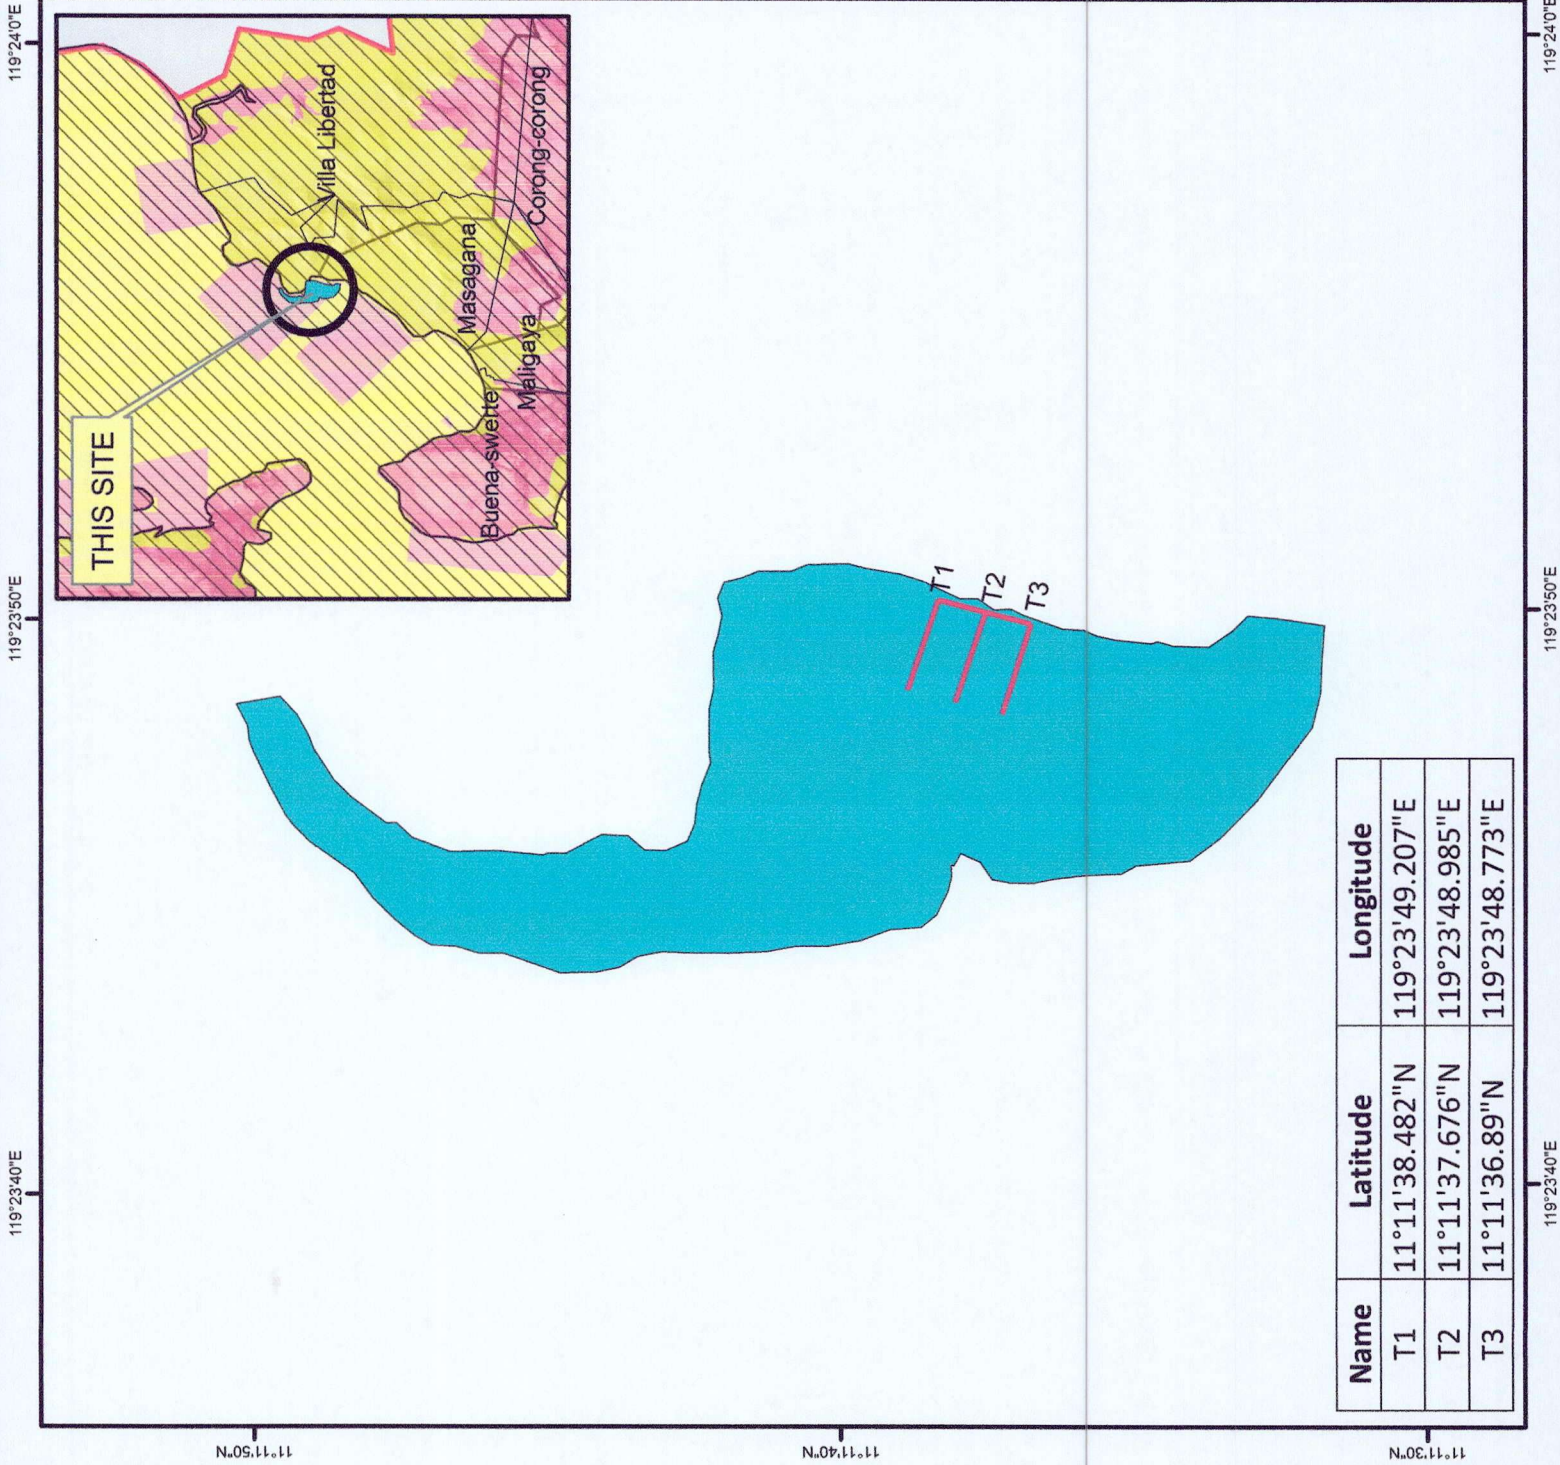 119°24'0"E
119°24'0"E
119°23'50"E
119°23'50"E
119°23'40"E
119°23'40"E
11°11'50"N
11°11'40"N
11°11'30"N
THIS SITE
Villa Libertad
Corong-corong
Masagana
Maligaya
Buena-swerte
T1
T2
T3
Name Latitude Longitude
T1 11°11'38.482"N 119°23'49.207"E
T2 11°11'37.676"N 119°23'48.985"E
T3 11°11'36.89"N 119°23'48.773"E